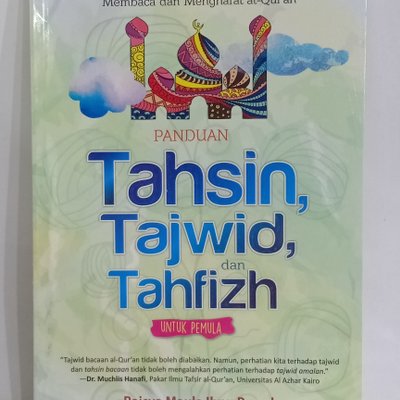 Membaca dan Menghafal al-Qur'an
PANDUAN
Tahsin,
Tajwid,
dan
Tahfizh
UNTUK PEMULA
"Tajwid bacaan al-Qur'an tidak boleh diabaikan. Namun, perhatian kita terhadap tajwid
dan tahsin bacaan tidak boleh mengalahkan perhatian terhadap tajwid amalan."
—Dr. Muchlis Hanafi, Pakar Ilmu Tafsir al-Qur'an, Universitas Al Azhar Kairo